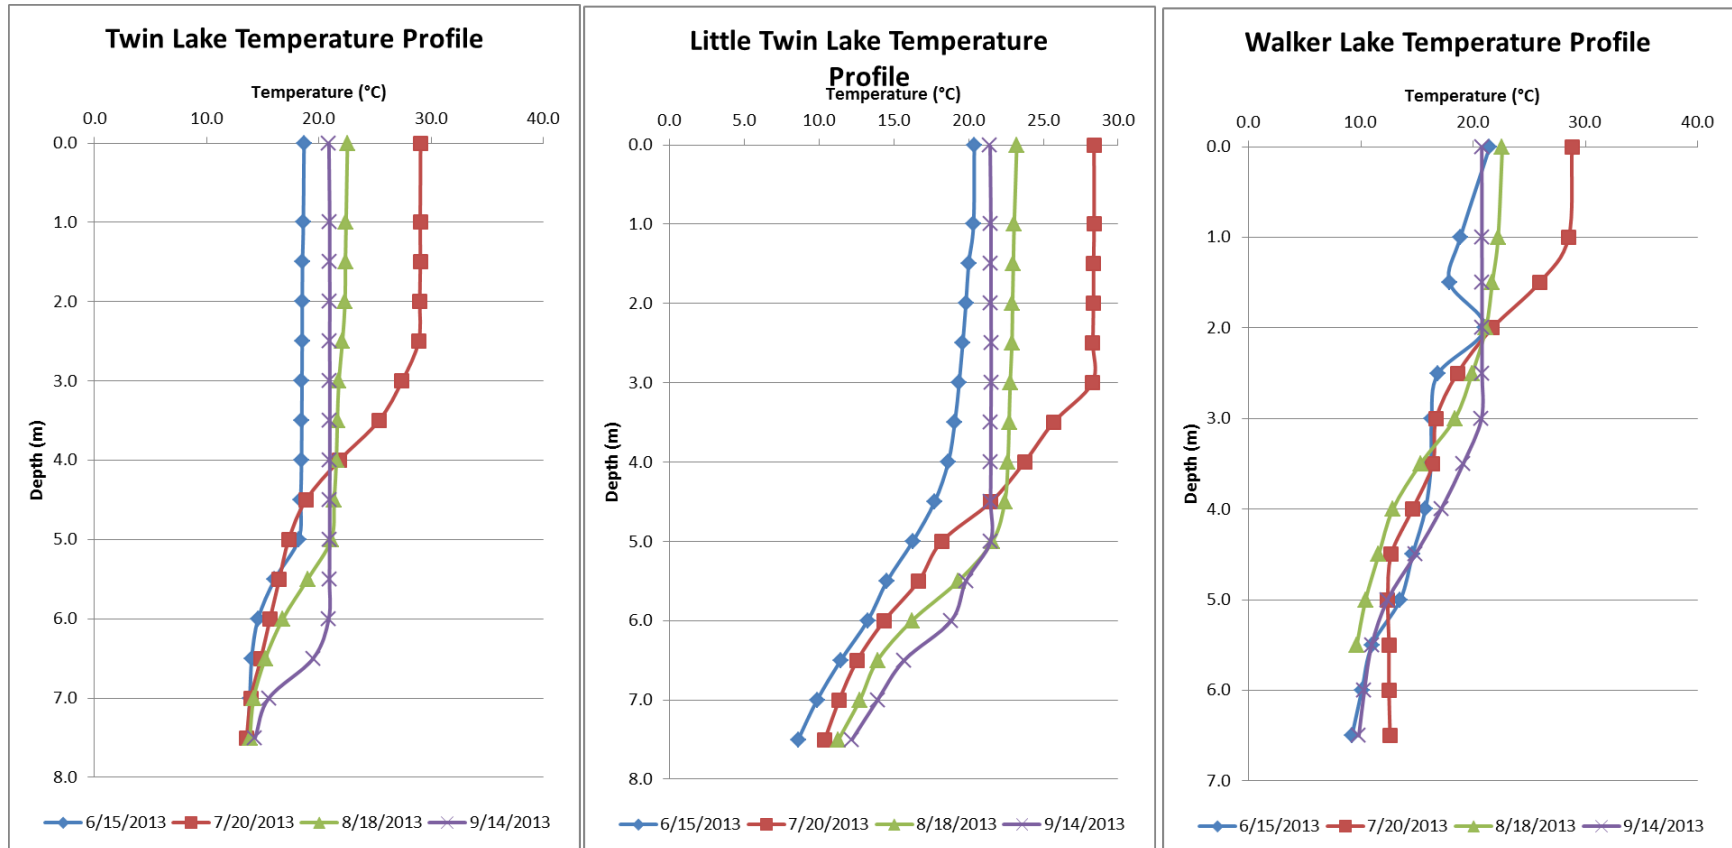 Twin Lake Temperature Profile
Temperature (°C)
0.0 10.0 20.0 30.0 40.0
0.0
1.0
2.0
3.0
4.0
5.0
6.0
7.0
8.0
Depth (m)
6/15/2013 7/20/2013 8/18/2013 9/14/2013
Little Twin Lake Temperature
Profile
Temperature (°C)
0.0 5.0 10.0 15.0 20.0 25.0 30.0
0.0
1.0
2.0
3.0
4.0
5.0
6.0
7.0
8.0
Depth (m)
6/15/2013 7/20/2013 8/18/2013 9/14/2013
Walker Lake Temperature Profile
Temperature (°C)
0.0 10.0 20.0 30.0 40.0
0.0
1.0
2.0
3.0
4.0
5.0
6.0
7.0
Depth (m)
6/15/2013 7/20/2013 8/18/2013 9/14/2013